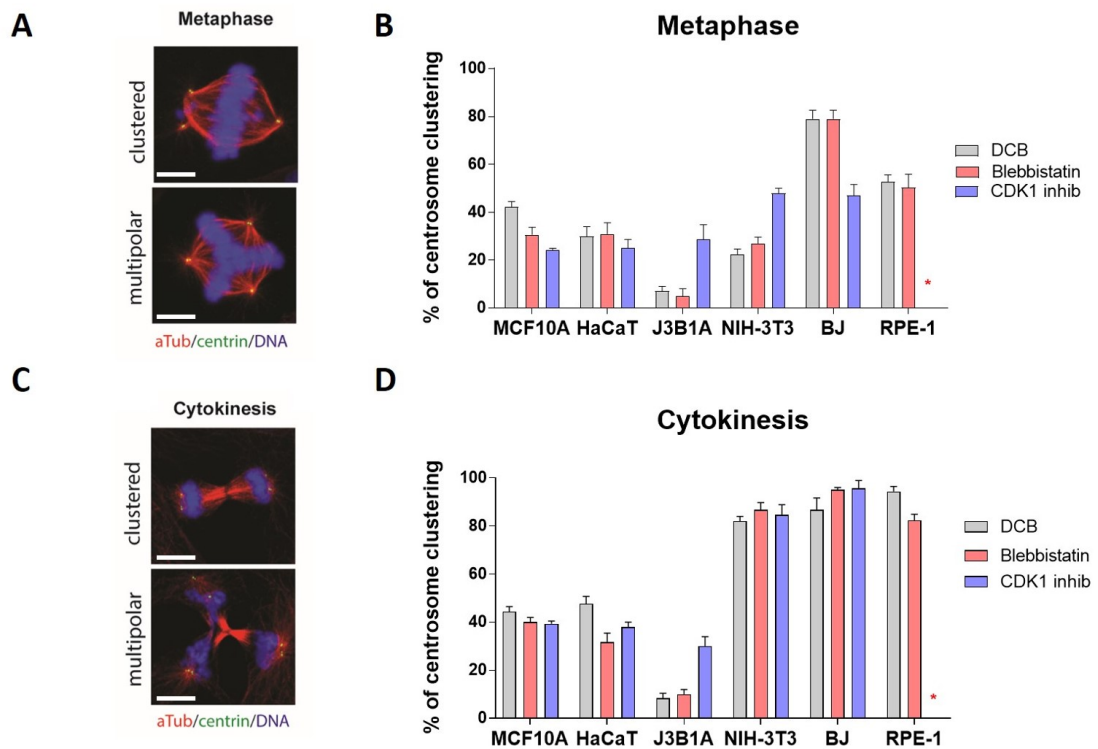 A
Metaphase
clustered
multipolar
aTub/centrin/DNA
B
Metaphase
% of centrosome clustering
100
80
60
40
20
0
MCF10A HaCaT J3B1A NIH-3T3 BJ RPE-1
*
DCB
Blebbistatin
CDK1 inhib
C
Cytokinesis
clustered
multipolar
aTub/centrin/DNA
D
Cytokinesis
% of centrosome clustering
100
80
60
40
20
0
MCF10A HaCaT J3B1A NIH-3T3 BJ RPE-1
*
DCB
Blebbistatin
CDK1 inhib